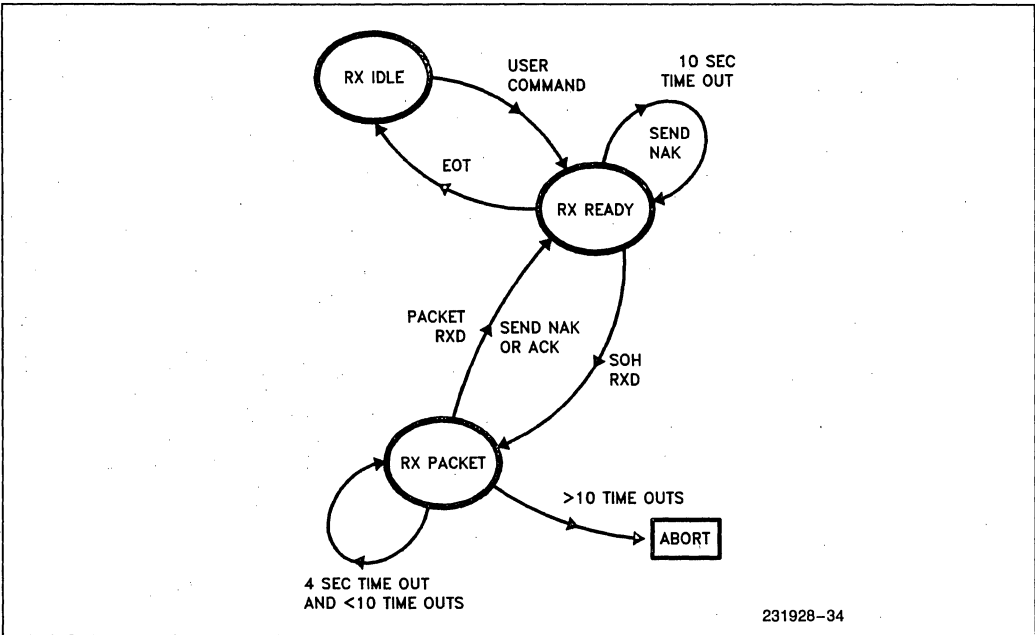 RX IDLE
USER
COMMAND
10 SEC
TIME OUT
SEND
NAK
EOT
RX READY
PACKET
RXD
SEND NAK
OR ACK
SOH
RXD
RX PACKET
>10 TIME OUTS
ABORT
4 SEC TIME OUT
AND <10 TIME OUTS
231928-34